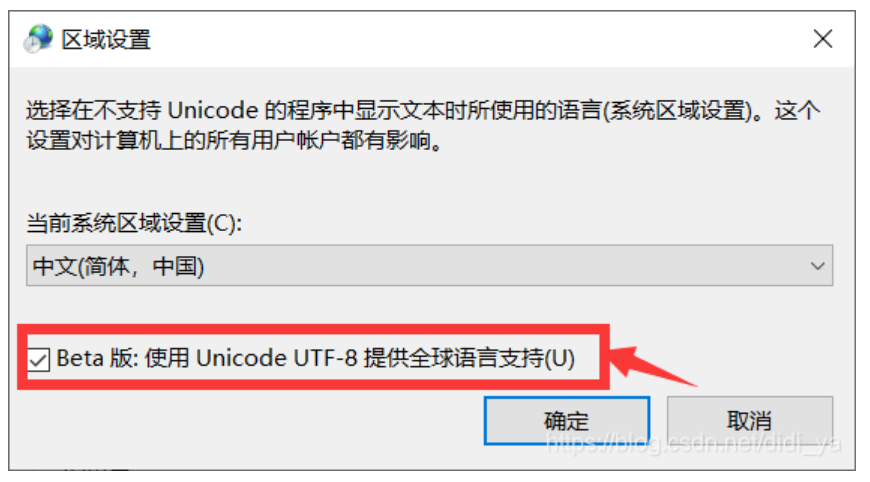 区域设置
选择在不支持 Unicode 的程序中显示文本时所使用的语言(系统区域设置)。这个
设置对计算机上的所有用户帐户都有影响。
当前系统区域设置(C):
中文(简体，中国)
Beta 版: 使用 Unicode UTF-8 提供全球语言支持(U)
确定 取消
https://blog.csdn.net/didi_ya